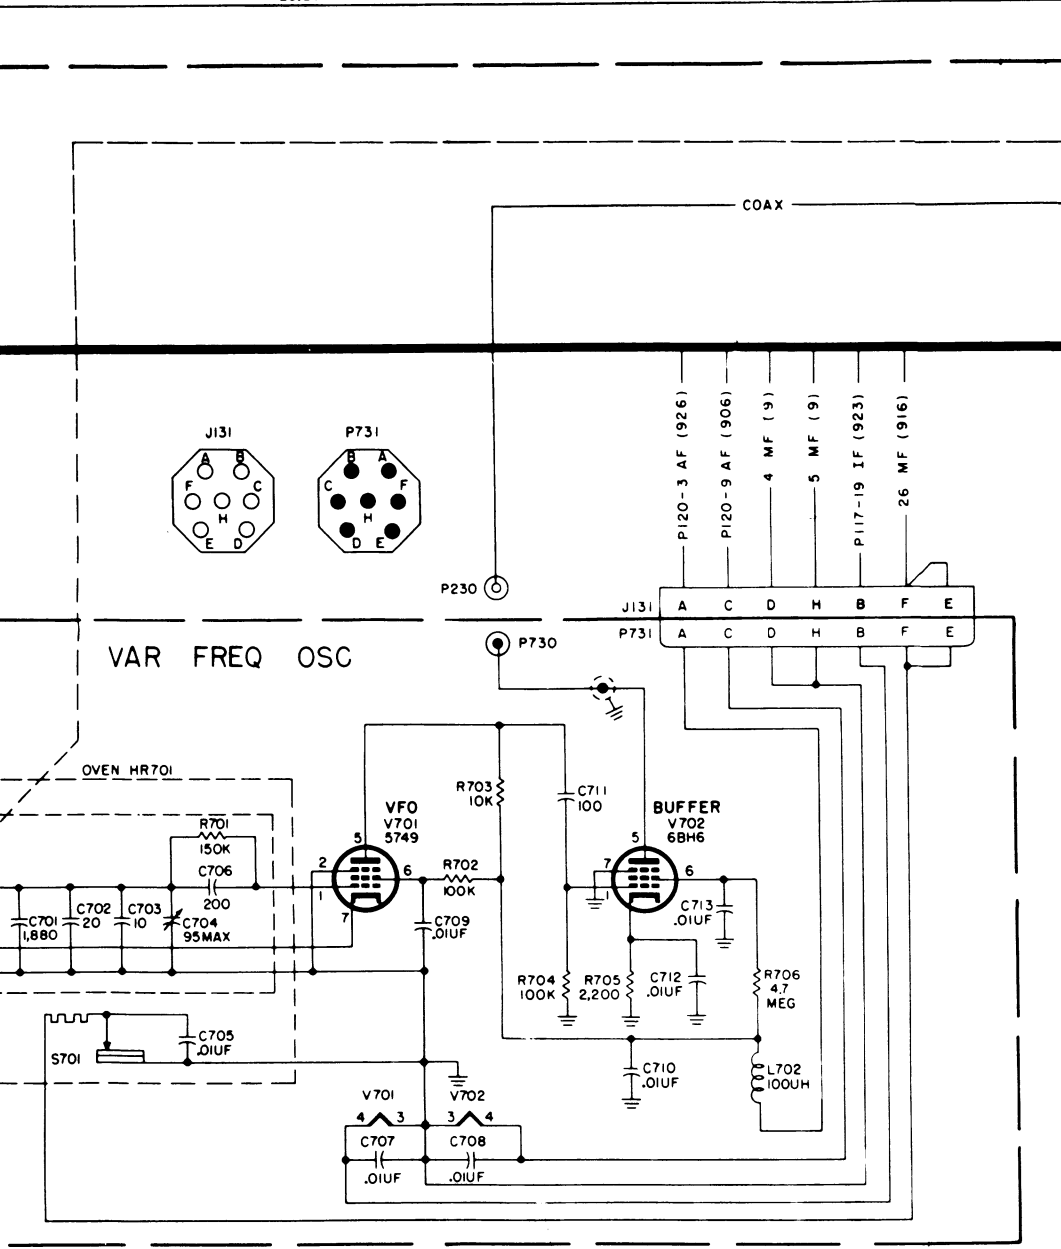 COAX
P120-3 AF (926)
P120-9 AF (906)
4 MF (9)
5 MF (9)
P117-19 IF (923)
26 MF (916)
J131
A B
F C
H
E D
P731
B A
C F
H
D E
P230
J131 A C D H B F E
P731 A C D H B F E
P730
VAR FREQ OSC
OVEN HR701
R701
150K
C706
200
C701
1,880
C702
20
C703
10
C704
95MAX
VFO
V701
5749
5
2
1
6
7
R702
100K
R703
10K
C709
.01UF
C711
100
BUFFER
V702
6BH6
5
7
1
6
C713
.01UF
R704
100K
R705
2,200
C712
.01UF
R706
4.7
MEG
S701
C705
.01UF
C710
.01UF
L702
100UH
V701
4 3
V702
3 4
C707
.01UF
C708
.01UF